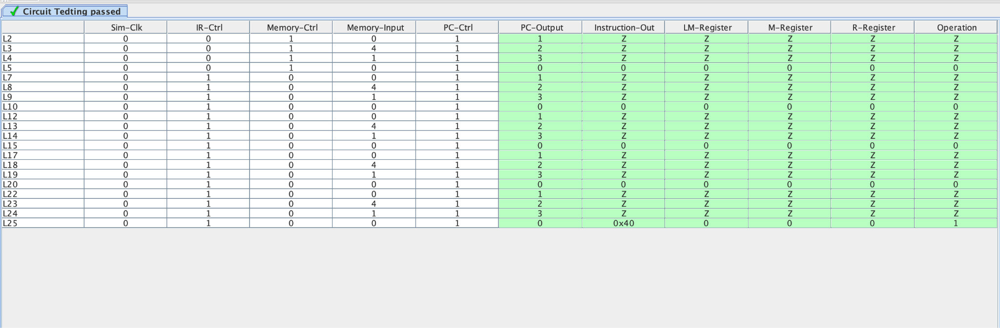 Circuit Tedting passed
Sim-Clk IR-Ctrl Memory-Ctrl Memory-Input PC-Ctrl PC-Output Instruction-Out LM-Register M-Register R-Register Operation
L2 0 0 1 0 1 1 Z Z Z Z Z
L3 0 0 1 4 1 2 Z Z Z Z Z
L4 0 0 1 1 1 3 Z Z Z Z Z
L5 0 0 1 0 1 0 0 0 0 0 0
L7 0 1 0 0 1 1 Z Z Z Z Z
L8 0 1 0 4 1 2 Z Z Z Z Z
L9 0 1 0 1 1 3 Z Z Z Z Z
L10 0 1 0 0 1 0 0 0 0 0 0
L12 0 1 0 0 1 1 Z Z Z Z Z
L13 0 1 0 4 1 2 Z Z Z Z Z
L14 0 1 0 1 1 3 Z Z Z Z Z
L15 0 1 0 0 1 0 0 0 0 0 0
L17 0 1 0 0 1 1 Z Z Z Z Z
L18 0 1 0 4 1 2 Z Z Z Z Z
L19 0 1 0 1 1 3 Z Z Z Z Z
L20 0 1 0 0 1 0 0 0 0 0 0
L22 0 1 0 0 1 1 Z Z Z Z Z
L23 0 1 0 4 1 2 Z Z Z Z Z
L24 0 1 0 1 1 3 Z Z Z Z Z
L25 0 1 0 0 1 0 0x40 0 0 0 1